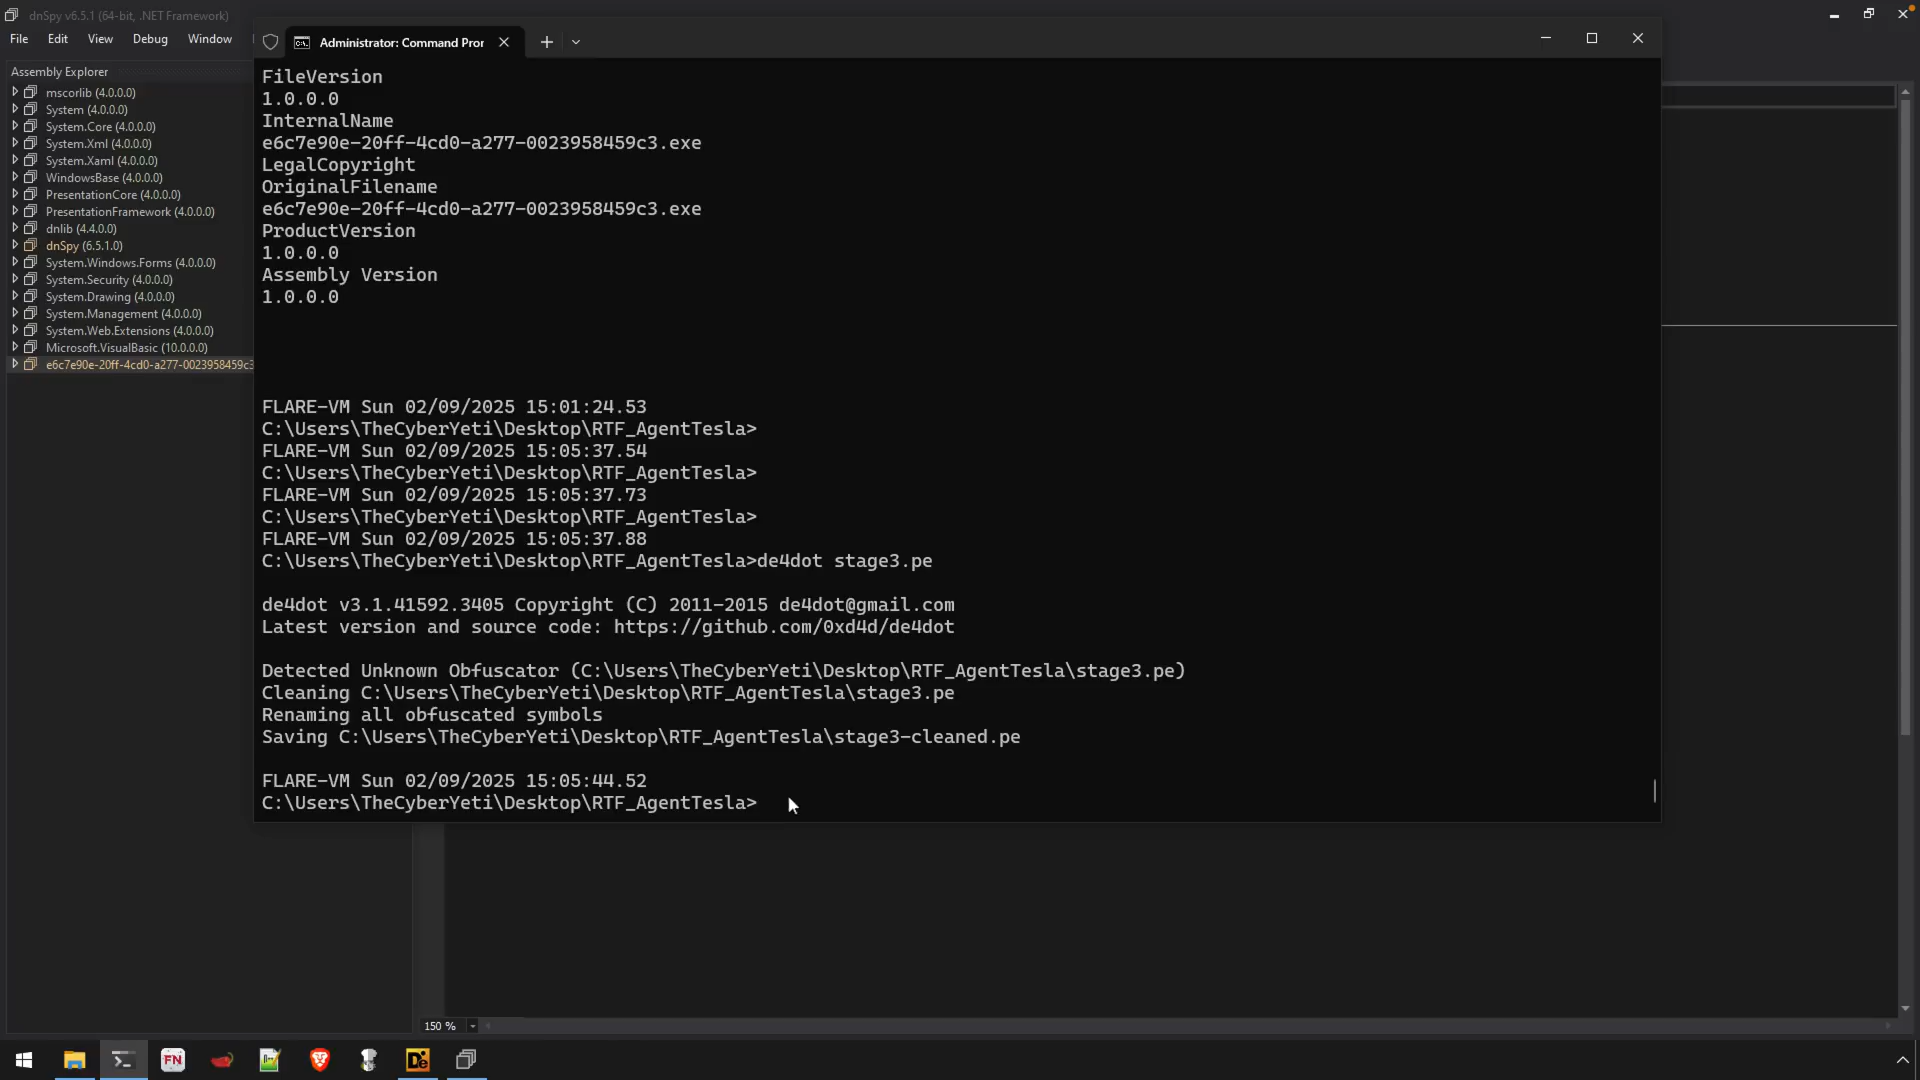 dnSpy v6.5.1 (64-bit, .NET Framework)
File Edit View Debug Window
Administrator: Command Pror
Assembly Explorer
mscorlib (4.0.0.0)
System (4.0.0.0)
System.Core (4.0.0.0)
System.Xml (4.0.0.0)
System.Xaml (4.0.0.0)
WindowsBase (4.0.0.0)
PresentationCore (4.0.0.0)
PresentationFramework (4.0.0.0)
dnlib (4.4.0.0)
dnSpy (6.5.1.0)
System.Windows.Forms (4.0.0.0)
System.Security (4.0.0.0)
System.Drawing (4.0.0.0)
System.Management (4.0.0.0)
System.Web.Extensions (4.0.0.0)
Microsoft.VisualBasic (10.0.0.0)
e6c7e90e-20ff-4cd0-a277-0023958459c3
FileVersion
1.0.0.0
InternalName
e6c7e90e-20ff-4cd0-a277-0023958459c3.exe
LegalCopyright
OriginalFilename
e6c7e90e-20ff-4cd0-a277-0023958459c3.exe
ProductVersion
1.0.0.0
Assembly Version
1.0.0.0
FLARE-VM Sun 02/09/2025 15:01:24.53
C:\Users\TheCyberYeti\Desktop\RTF_AgentTesla>
FLARE-VM Sun 02/09/2025 15:05:37.54
C:\Users\TheCyberYeti\Desktop\RTF_AgentTesla>
FLARE-VM Sun 02/09/2025 15:05:37.73
C:\Users\TheCyberYeti\Desktop\RTF_AgentTesla>
FLARE-VM Sun 02/09/2025 15:05:37.88
C:\Users\TheCyberYeti\Desktop\RTF_AgentTesla>de4dot stage3.pe
de4dot v3.1.41592.3405 Copyright (C) 2011-2015 de4dot@gmail.com
Latest version and source code: https://github.com/0xd4d/de4dot
Detected Unknown Obfuscator (C:\Users\TheCyberYeti\Desktop\RTF_AgentTesla\stage3.pe)
Cleaning C:\Users\TheCyberYeti\Desktop\RTF_AgentTesla\stage3.pe
Renaming all obfuscated symbols
Saving C:\Users\TheCyberYeti\Desktop\RTF_AgentTesla\stage3-cleaned.pe
FLARE-VM Sun 02/09/2025 15:05:44.52
C:\Users\TheCyberYeti\Desktop\RTF_AgentTesla>
150 %
FN
De